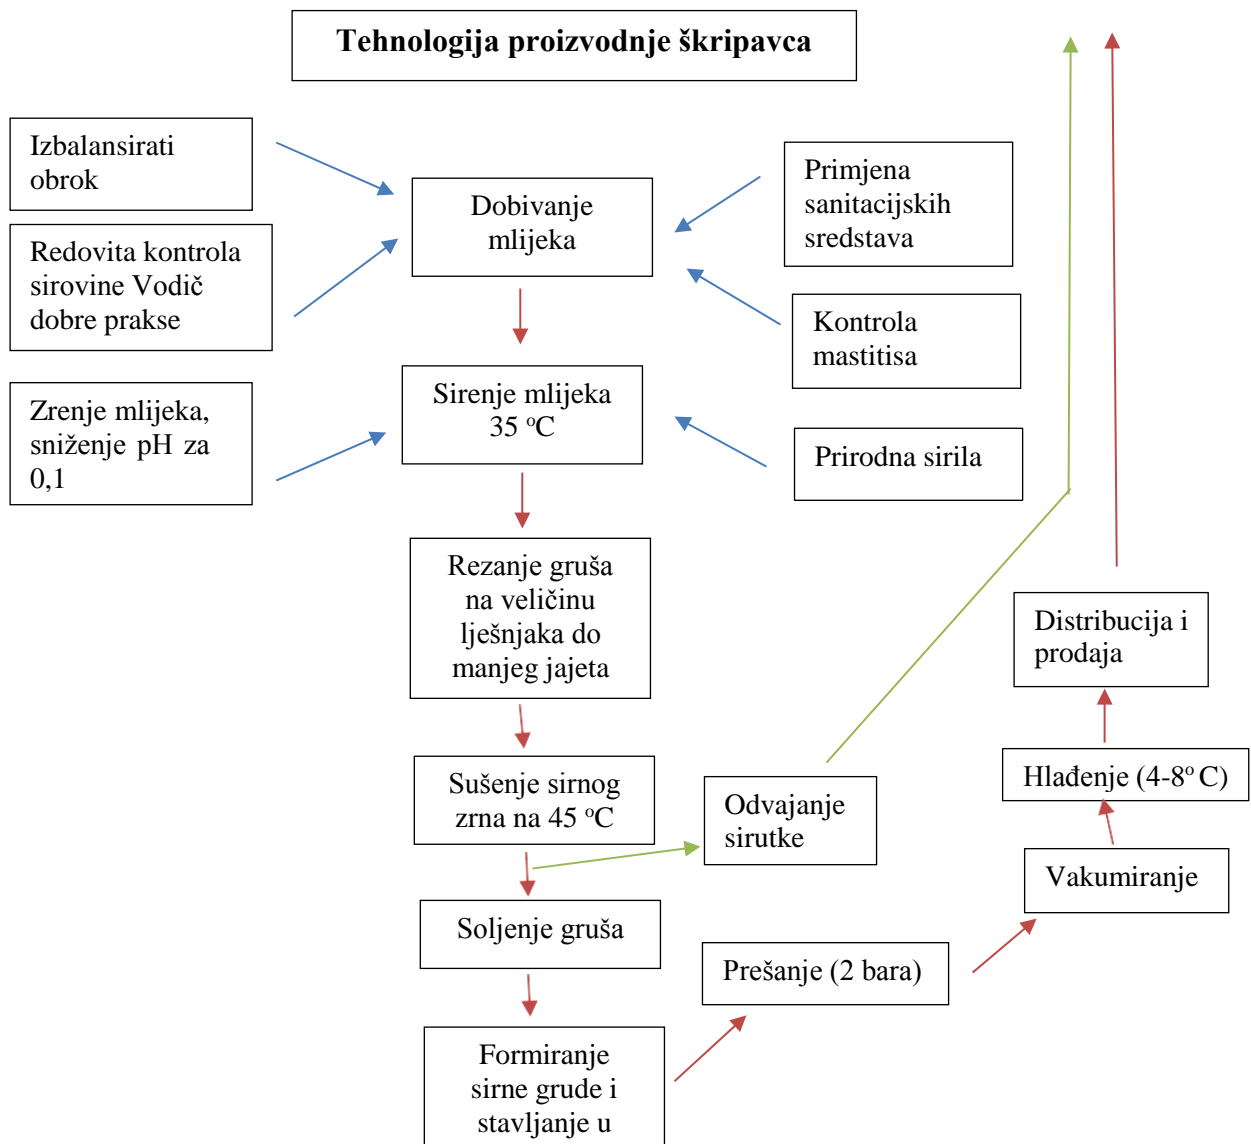 Tehnologija proizvodnje škripavca
Izbalansirati
obrok
Redovita kontrola
sirovine Vodič
dobre prakse
Dobivanje
mlijeka
Primjena
sanitacijskih
sredstava
Kontrola
mastitisa
Zrenje mlijeka,
sniženje pH za
0,1
Sirenje mlijeka
35 °C
Prirodna sirila
Rezanje gruša
na veličinu
lješnjaka do
manjeg jajeta
Sušenje sirnog
zrna na 45 °C
Odvajanje
sirutke
Soljenje gruša
Formiranje
sirne grude i
stavljanje u
Prešanje (2 bara)
Vakumiranje
Hlađenje (4-8° C)
Distribucija i
prodaja